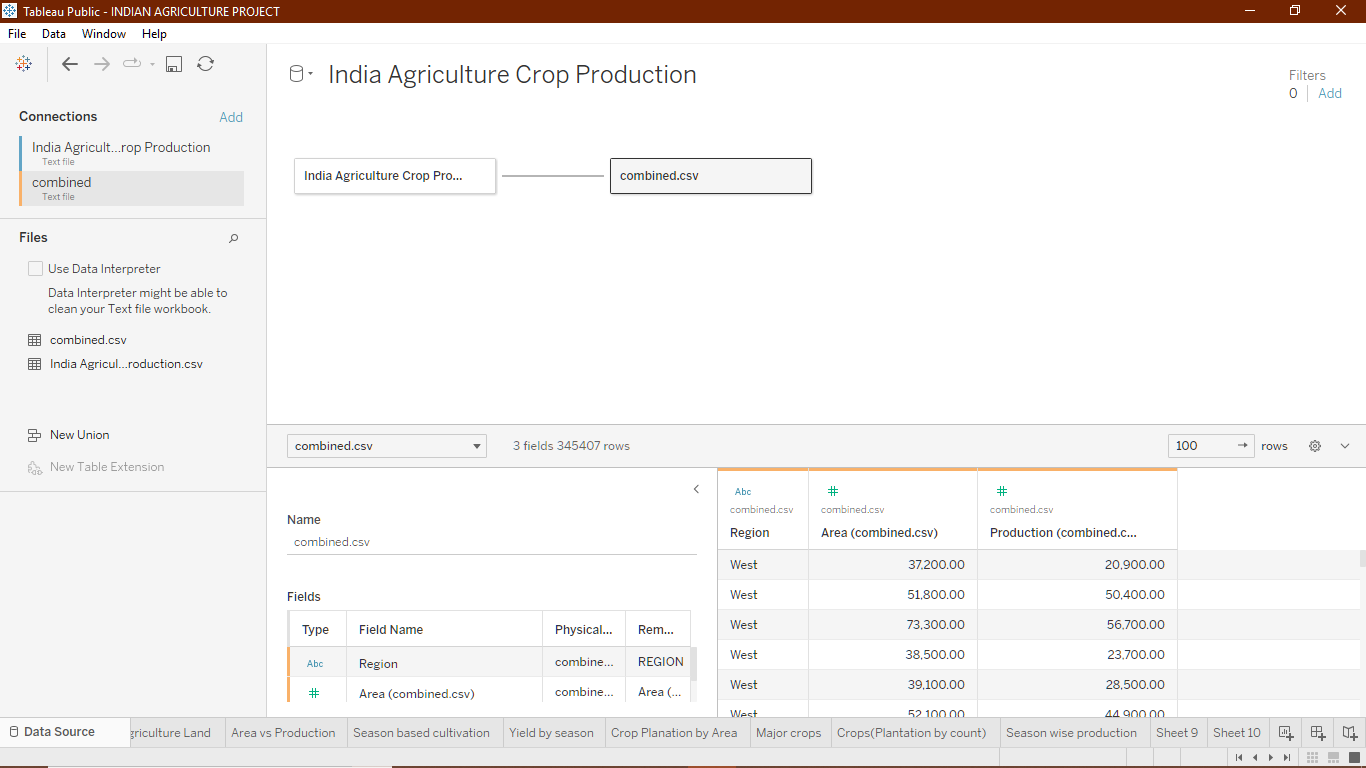 Tableau Public - INDIAN AGRICULTURE PROJECT
File Data Window Help
Connections Add
India Agricult...rop Production
Text file
combined
Text file
Files
Use Data Interpreter
Data Interpreter might be able to
clean your Text file workbook.
combined.csv
India Agricul...roduction.csv
New Union
New Table Extension
India Agriculture Crop Production
Filters
0 Add
India Agriculture Crop Pro...
combined.csv
combined.csv 3 fields 345407 rows 100 rows
Name
combined.csv
Fields
Type Field Name Physical... Rem...
Abc Region combine... REGION
# Area (combined.csv) combine... Area (...
Abc # #
combined.csv combined.csv combined.csv
Region Area (combined.csv) Production (combined.c...
West 37,200.00 20,900.00
West 51,800.00 50,400.00
West 73,300.00 56,700.00
West 38,500.00 23,700.00
West 39,100.00 28,500.00
West 52,100.00 44,900.00
Data Source griculture Land Area vs Production Season based cultivation Yield by season Crop Planation by Area Major crops Crops(Plantation by count) Season wise production Sheet 9 Sheet 10